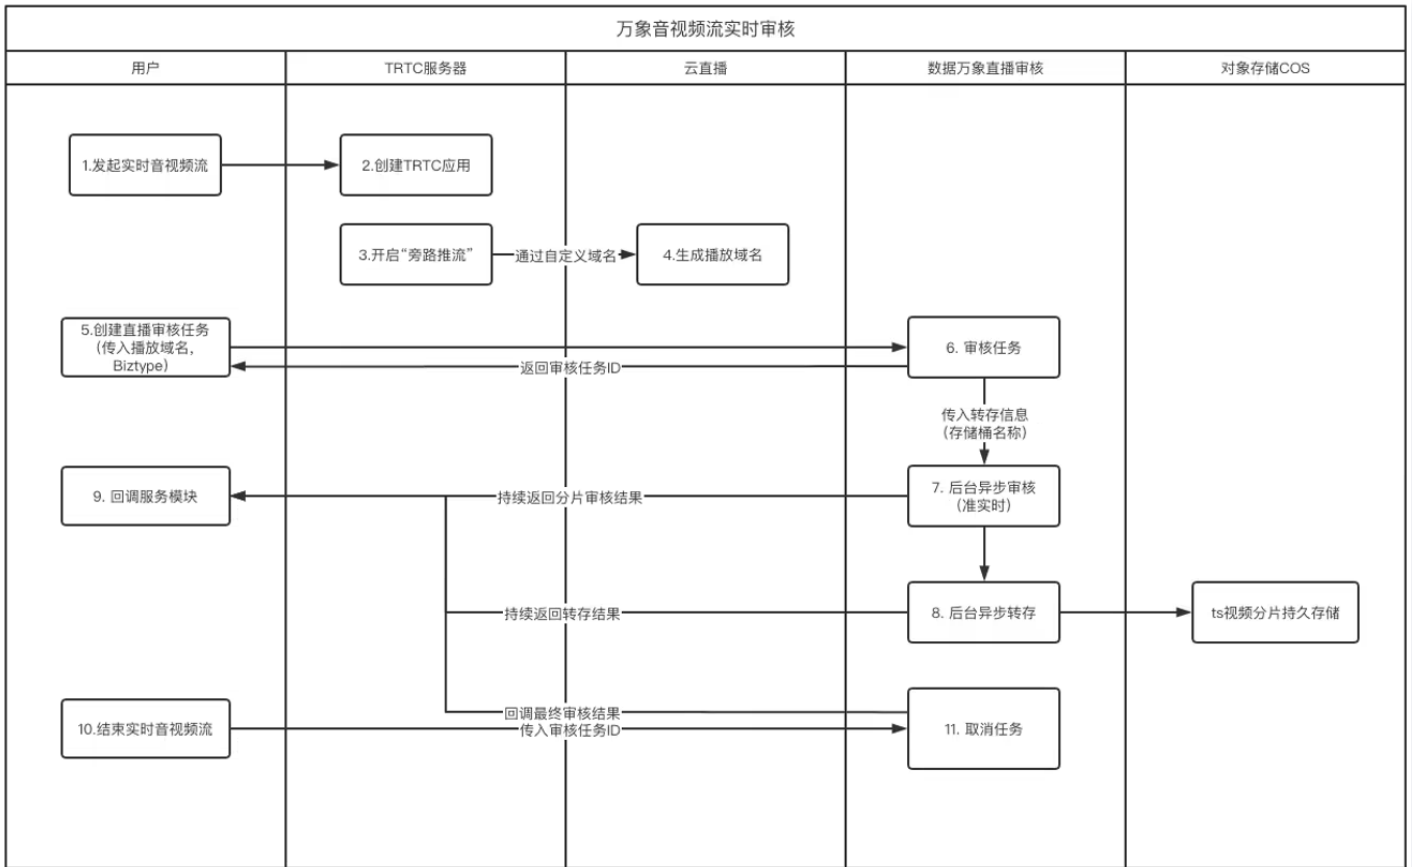 万象音视频流实时审核
用户
TRTC服务器
云直播
数据万象直播审核
对象存储COS
1.发起实时音视频流
2.创建TRTC应用
3.开启“旁路推流”
通过自定义域名
4.生成播放域名
5.创建直播审核任务
（传入播放域名，
Biztype）
6. 审核任务
返回审核任务ID
传入转存信息
（存储桶名称）
9. 回调服务模块
持续返回分片审核结果
7. 后台异步审核
（准实时）
持续返回转存结果
8. 后台异步转存
ts视频分片持久存储
回调最终审核结果
10.结束实时音视频流
传入审核任务ID
11. 取消任务